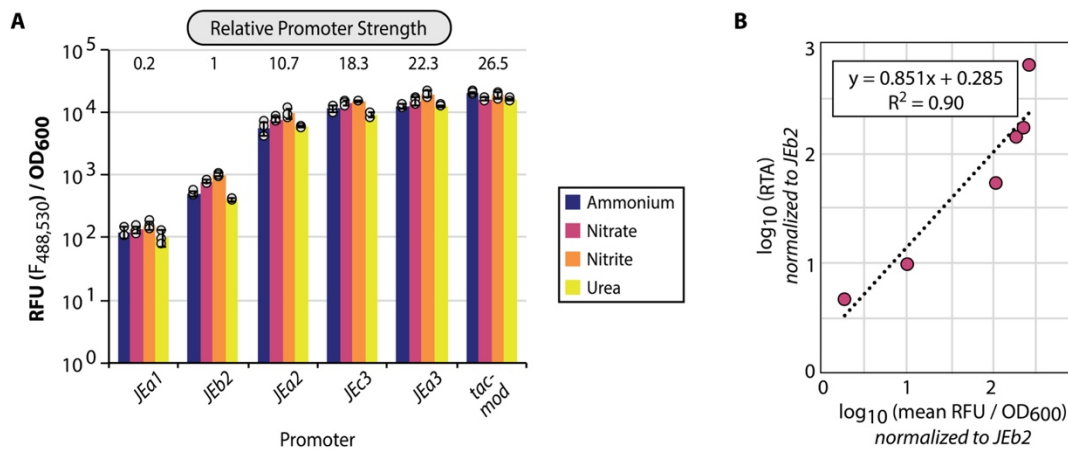 A
Relative Promoter Strength
0.2 1 10.7 18.3 22.3 26.5
RFU (F488,530) / OD600
10^5
10^4
10^3
10^2
10^1
10^0
JEa1 JEb2 JEa2 JEc3 JEa3 tac-
mod
Promoter
Ammonium
Nitrate
Nitrite
Urea
B
y = 0.851x + 0.285
R² = 0.90
log10 (RTA)
normalized to JEb2
3
2
1
0
0 1 2
log10 (mean RFU / OD600)
normalized to JEb2